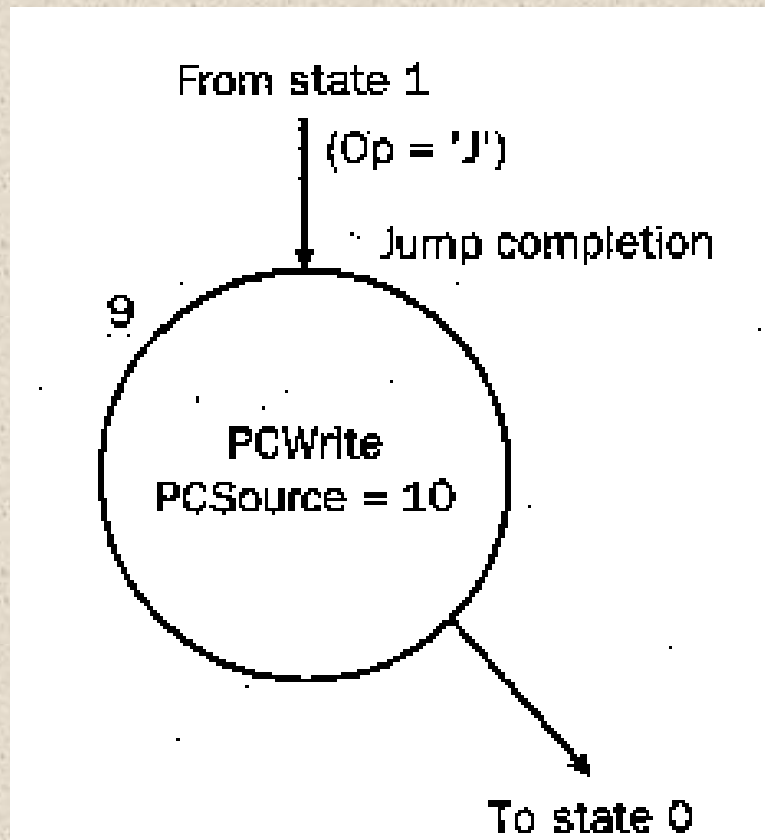 From state 1
(Op = 'J')
Jump completion
9
PCWrite
PCSource = 10
To state 0